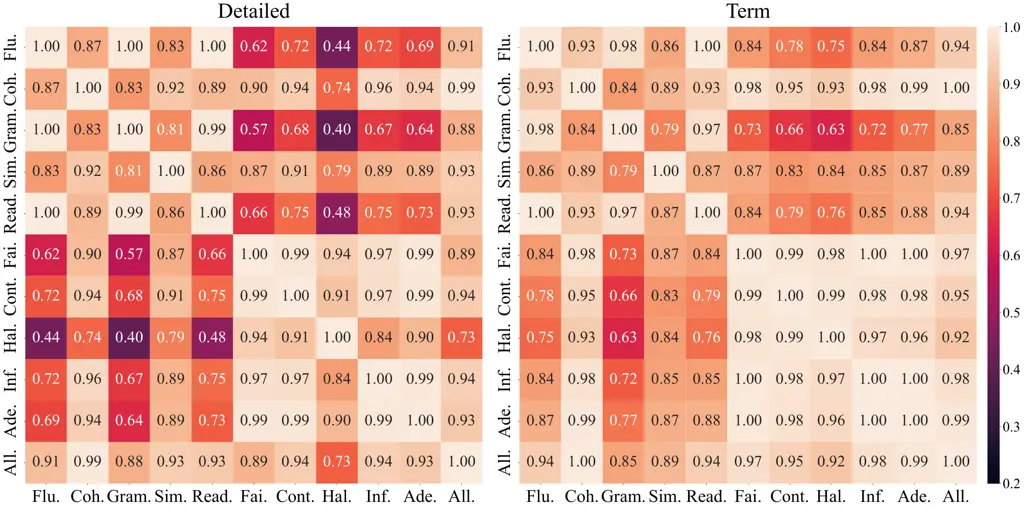 Detailed Term
Flu. 1.00 0.87 1.00 0.83 1.00 0.62 0.72 0.44 0.72 0.69 0.91 Flu. 1.00 0.93 0.98 0.86 1.00 0.84 0.78 0.75 0.84 0.87 0.94 1.0
Coh. 0.87 1.00 0.83 0.92 0.89 0.90 0.94 0.74 0.96 0.94 0.99 Coh. 0.93 1.00 0.84 0.89 0.93 0.98 0.95 0.93 0.98 0.99 1.00 0.9
Gram. 1.00 0.83 1.00 0.81 0.99 0.57 0.68 0.40 0.67 0.64 0.88 Gram. 0.98 0.84 1.00 0.79 0.97 0.73 0.66 0.63 0.72 0.77 0.85 0.8
Sim. 0.83 0.92 0.81 1.00 0.86 0.87 0.91 0.79 0.89 0.89 0.93 Sim. 0.86 0.89 0.79 1.00 0.87 0.87 0.83 0.84 0.85 0.87 0.89
Read. 1.00 0.89 0.99 0.86 1.00 0.66 0.75 0.48 0.75 0.73 0.93 Read. 1.00 0.93 0.97 0.87 1.00 0.84 0.79 0.76 0.85 0.88 0.94 0.7
Fai. 0.62 0.90 0.57 0.87 0.66 1.00 0.99 0.94 0.97 0.99 0.89 Fai. 0.84 0.98 0.73 0.87 0.84 1.00 0.99 0.98 1.00 1.00 0.97 0.6
Cont. 0.72 0.94 0.68 0.91 0.75 0.99 1.00 0.91 0.97 0.99 0.94 Cont. 0.78 0.95 0.66 0.83 0.79 0.99 1.00 0.99 0.98 0.98 0.95 0.5
Hal. 0.44 0.74 0.40 0.79 0.48 0.94 0.91 1.00 0.84 0.90 0.73 Hal. 0.75 0.93 0.63 0.84 0.76 0.98 0.99 1.00 0.97 0.96 0.92
Inf. 0.72 0.96 0.67 0.89 0.75 0.97 0.97 0.84 1.00 0.99 0.94 Inf. 0.84 0.98 0.72 0.85 0.85 1.00 0.98 0.97 1.00 1.00 0.98 0.4
Ade. 0.69 0.94 0.64 0.89 0.73 0.99 0.99 0.90 0.99 1.00 0.93 Ade. 0.87 0.99 0.77 0.87 0.88 1.00 0.98 0.96 1.00 1.00 0.99 0.3
All. 0.91 0.99 0.88 0.93 0.93 0.89 0.94 0.73 0.94 0.93 1.00 All. 0.94 1.00 0.85 0.89 0.94 0.97 0.95 0.92 0.98 0.99 1.00 0.2
Flu. Coh. Gram. Sim. Read. Fai. Cont. Hal. Inf. Ade. All. Flu. Coh. Gram. Sim. Read. Fai. Cont. Hal. Inf. Ade. All.